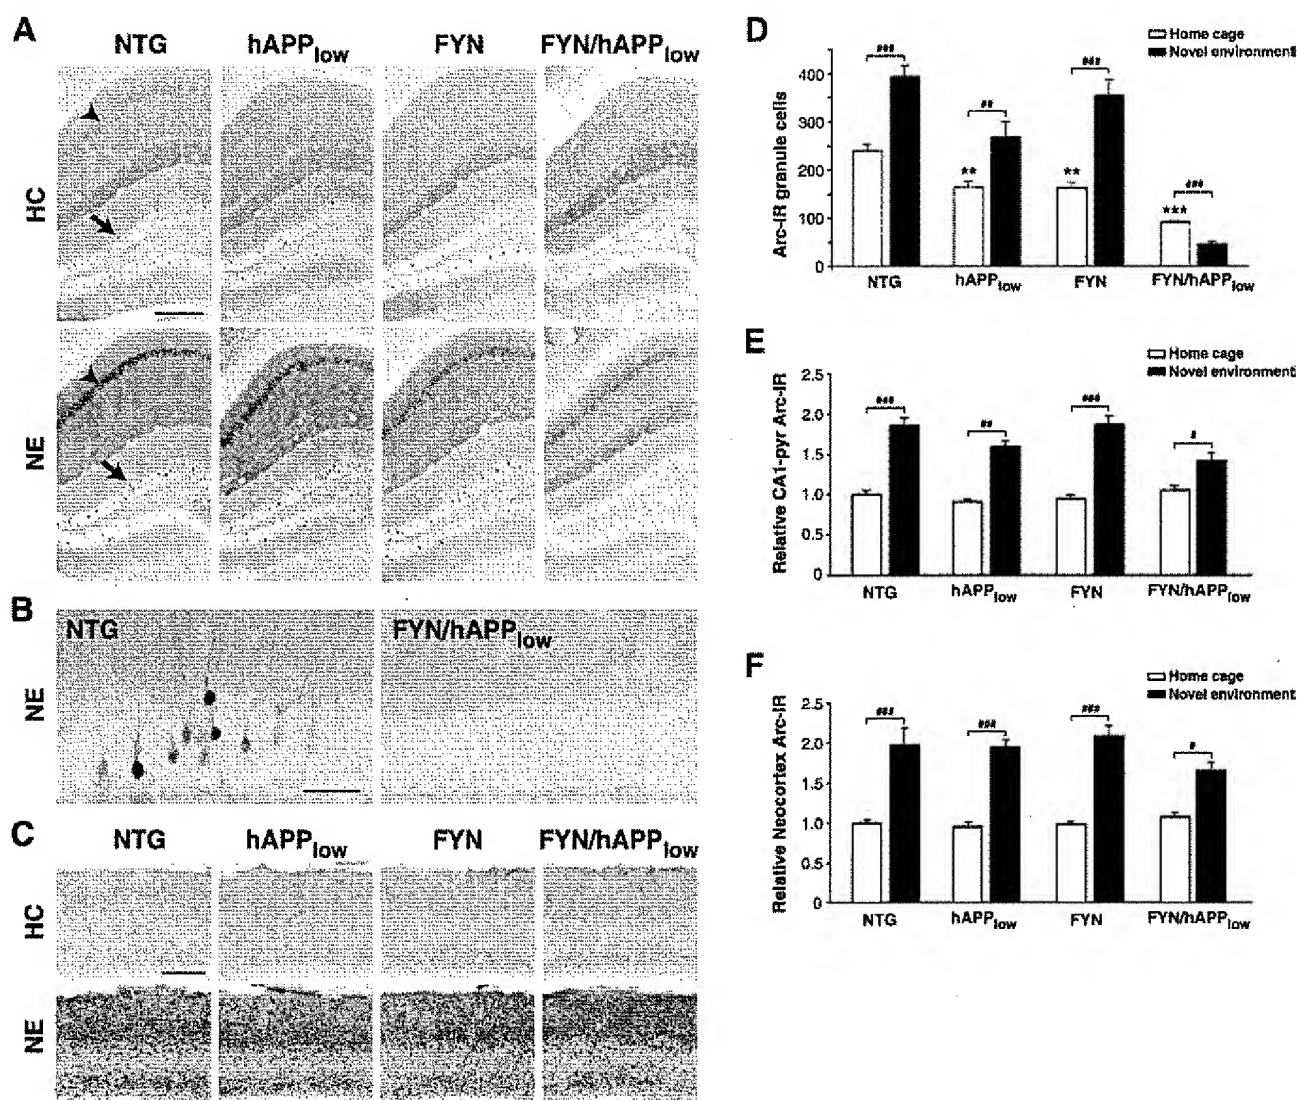 A
NTG hAPPlow FYN FYN/hAPPlow
HC
NE
B
NTG FYN/hAPPlow
NE
C
NTG hAPPlow FYN FYN/hAPPlow
HC
NE
D
Home cage
Novel environment
Arc-IR granule cells
400
300
200
100
0
###
##
###
###
**
**
***
NTG hAPPlow FYN FYN/hAPPlow
E
Home cage
Novel environment
Relative CA1-pyr Arc-IR
2.5
2.0
1.5
1.0
0.5
0
###
##
###
#
NTG hAPPlow FYN FYN/hAPPlow
F
Home cage
Novel environment
Relative Neocortex Arc-IR
2.5
2.0
1.5
1.0
0.5
0
###
###
###
#
NTG hAPPlow FYN FYN/hAPPlow